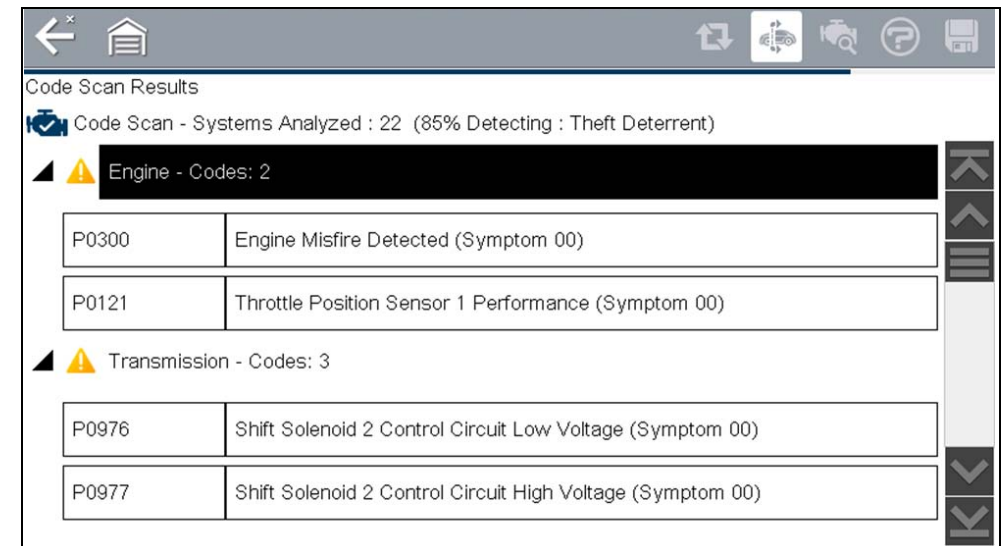 Code Scan Results
Code Scan - Systems Analyzed : 22 (85% Detecting : Theft Deterrent)
Engine - Codes: 2
P0300 Engine Misfire Detected (Symptom 00)
P0121 Throttle Position Sensor 1 Performance (Symptom 00)
Transmission - Codes: 3
P0976 Shift Solenoid 2 Control Circuit Low Voltage (Symptom 00)
P0977 Shift Solenoid 2 Control Circuit High Voltage (Symptom 00)